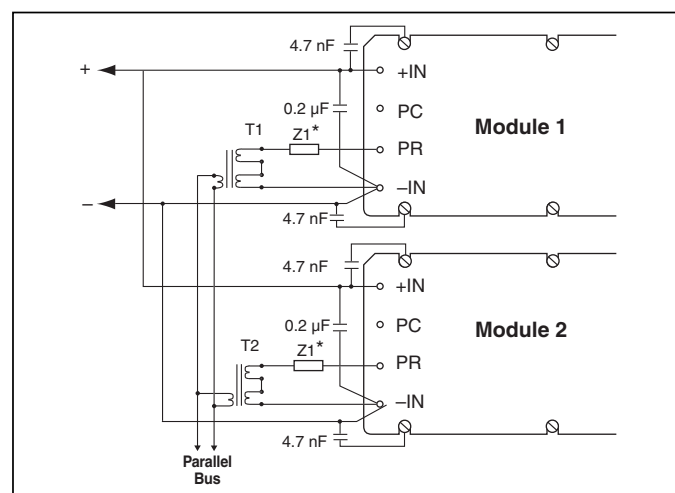 4.7 nF
+
+IN
0.2 µF
PC
Module 1
T1
Z1*
PR
–IN
–
4.7 nF
4.7 nF
+IN
0.2 µF
PC
Module 2
T2
Z1*
PR
–IN
4.7 nF
Parallel
Bus